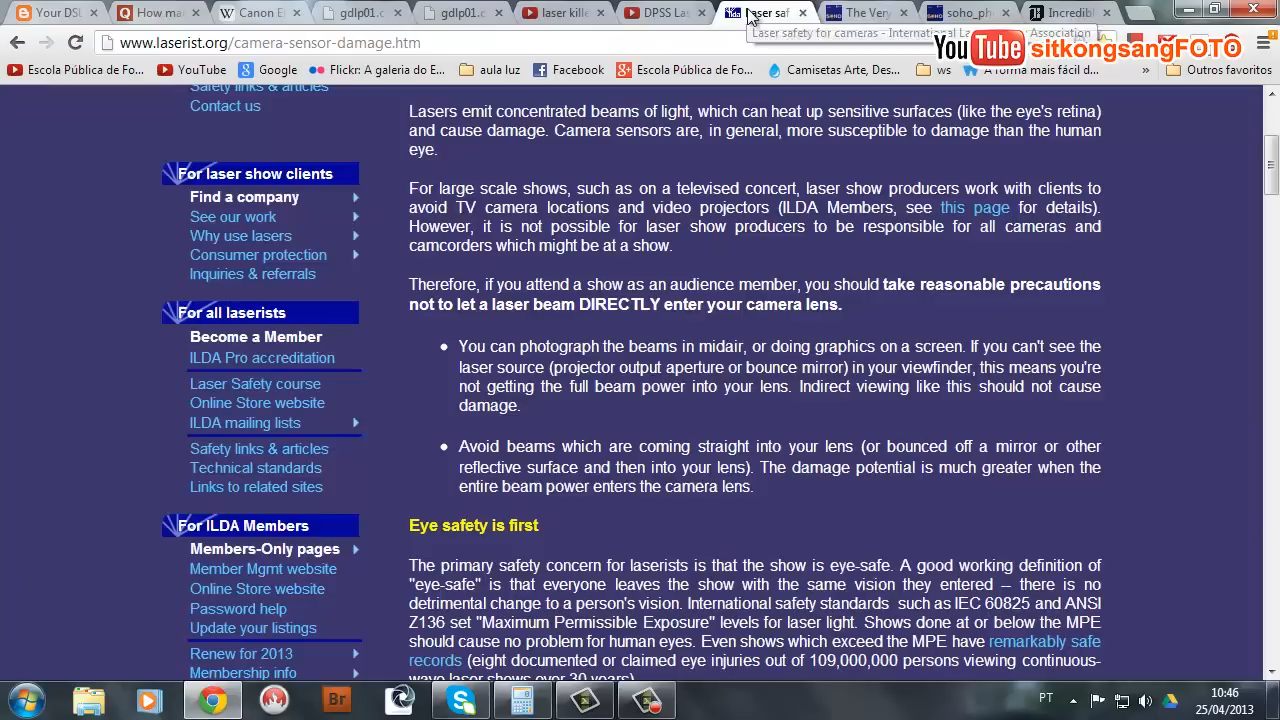 Your DS
How ma
Canon E
gdlp01.c
gdlp01.c
laser kille
DPSS La
laser saf
The Very
soho_ph
Incredibl
www.laserist.org/camera-sensor-damage.htm
Laser safety for cameras - International La
Association
YouTube sitkongsangFOTO
Escola Pública de Fo...
YouTube
Google
Flickr: A galeria do e...
aula luz
Facebook
Escola Pública de Fo...
Camisetas Arte, Des...
ws
A forma mais fácil d...
»
Outros favoritos
Safety links & articles
Contact us
For laser show clients
Find a company
See our work
Why use lasers
Consumer protection
Inquiries & referrals
For all laserists
Become a Member
ILDA Pro accreditation
Laser Safety course
Online Store website
ILDA mailing lists
Safety links & articles
Technical standards
Links to related sites
For ILDA Members
Members-Only pages
Member Mgmt website
Online Store website
Password help
Update your listings
Renew for 2013
Membership info
Lasers emit concentrated beams of light, which can heat up sensitive surfaces (like the eye's retina)
and cause damage. Camera sensors are, in general, more susceptible to damage than the human
eye.
For large scale shows, such as on a televised concert, laser show producers work with clients to
avoid TV camera locations and video projectors (ILDA Members, see this page for details).
However, it is not possible for laser show producers to be responsible for all cameras and
camcorders which might be at a show.
Therefore, if you attend a show as an audience member, you should take reasonable precautions
not to let a laser beam DIRECTLY enter your camera lens.
You can photograph the beams in midair, or doing graphics on a screen. If you can't see the
laser source (projector output aperture or bounce mirror) in your viewfinder, this means you're
not getting the full beam power into your lens. Indirect viewing like this should not cause
damage.
Avoid beams which are coming straight into your lens (or bounced off a mirror or other
reflective surface and then into your lens). The damage potential is much greater when the
entire beam power enters the camera lens.
Eye safety is first
The primary safety concern for laserists is that the show is eye-safe. A good working definition of
"eye-safe" is that everyone leaves the show with the same vision they entered – there is no
detrimental change to a person's vision. International safety standards such as IEC 60825 and ANSI
Z136 set "Maximum Permissible Exposure" levels for laser light. Shows done at or below the MPE
should cause no problem for human eyes. Even shows which exceed the MPE have remarkably safe
records (eight documented or claimed eye injuries out of 109,000,000 persons viewing continuous-
wave laser shows over 30 years).
Br
PT
10:46
25/04/2013